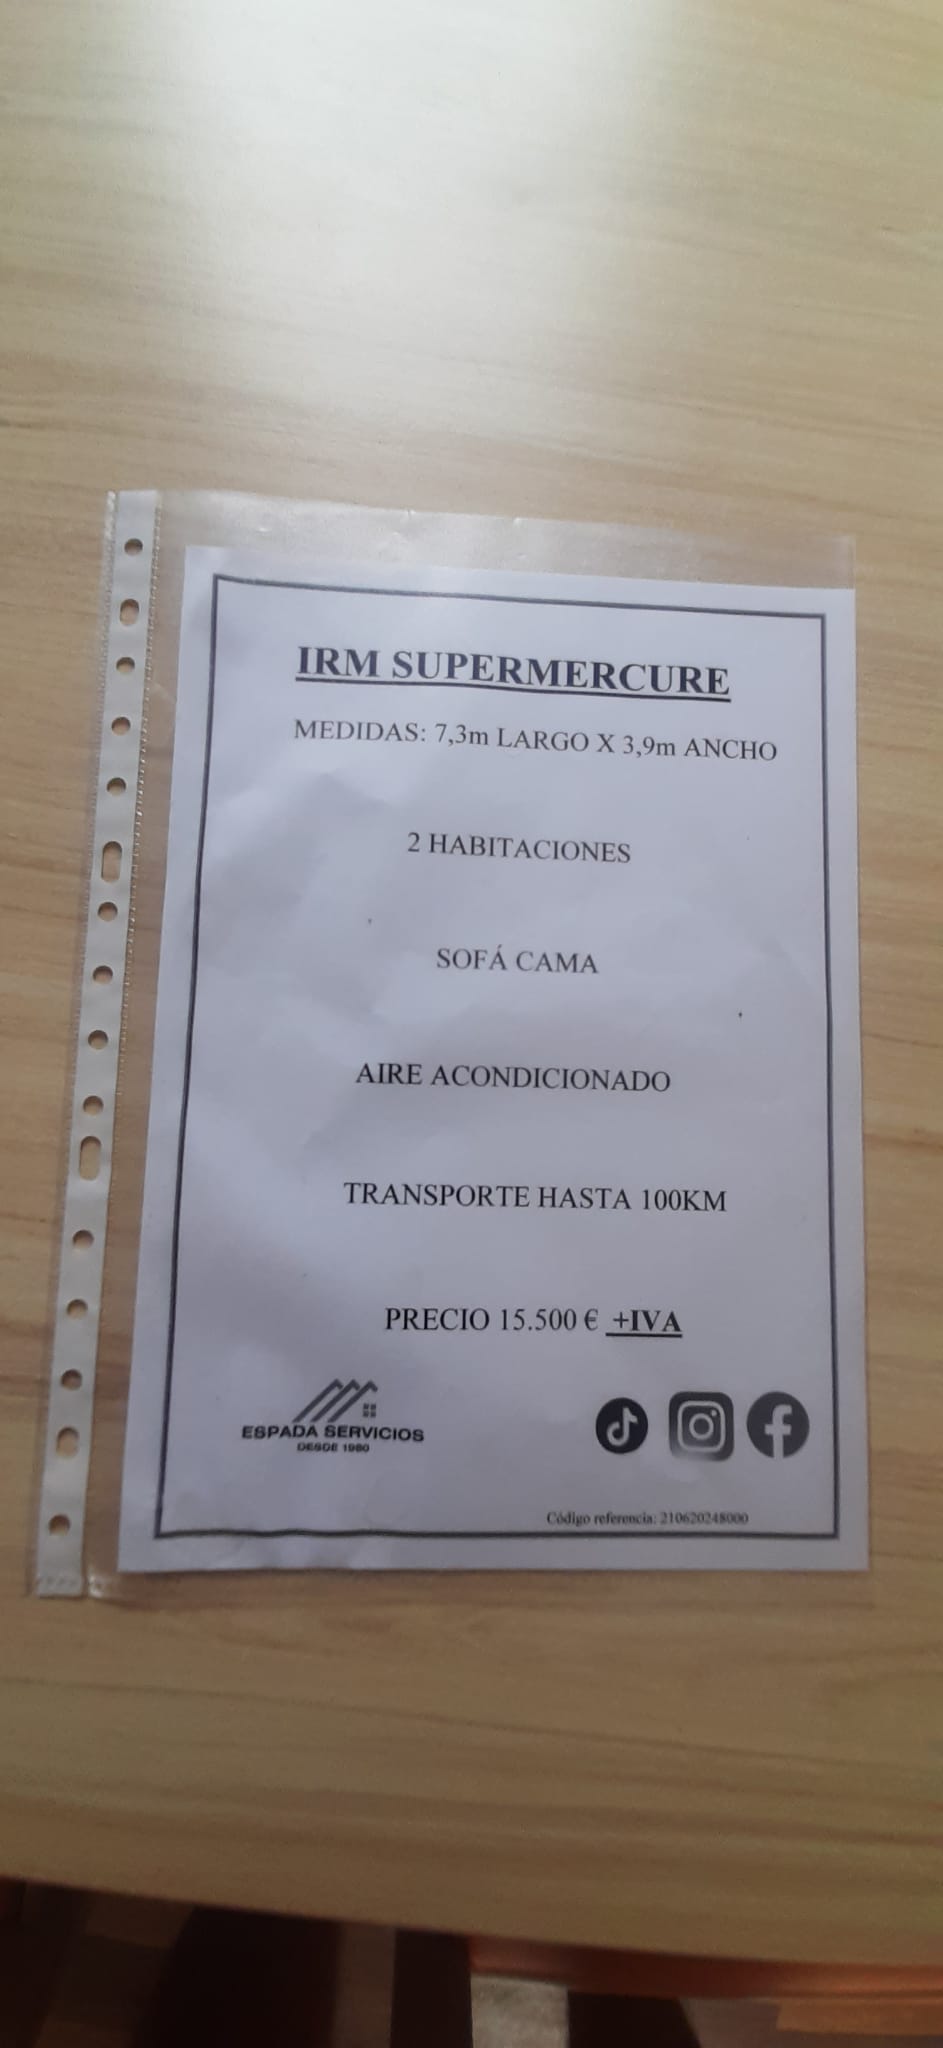 IRM SUPERMERCURE
MEDIDAS: 7,3m LARGO X 3,9m ANCHO
2 HABITACIONES
SOFÁ CAMA
AIRE ACONDICIONADO
TRANSPORTE HASTA 100KM
PRECIO 15.500 € +IVA
ESPADA SERVICIOS
DESDE 1980
Código referencia: 210620248000